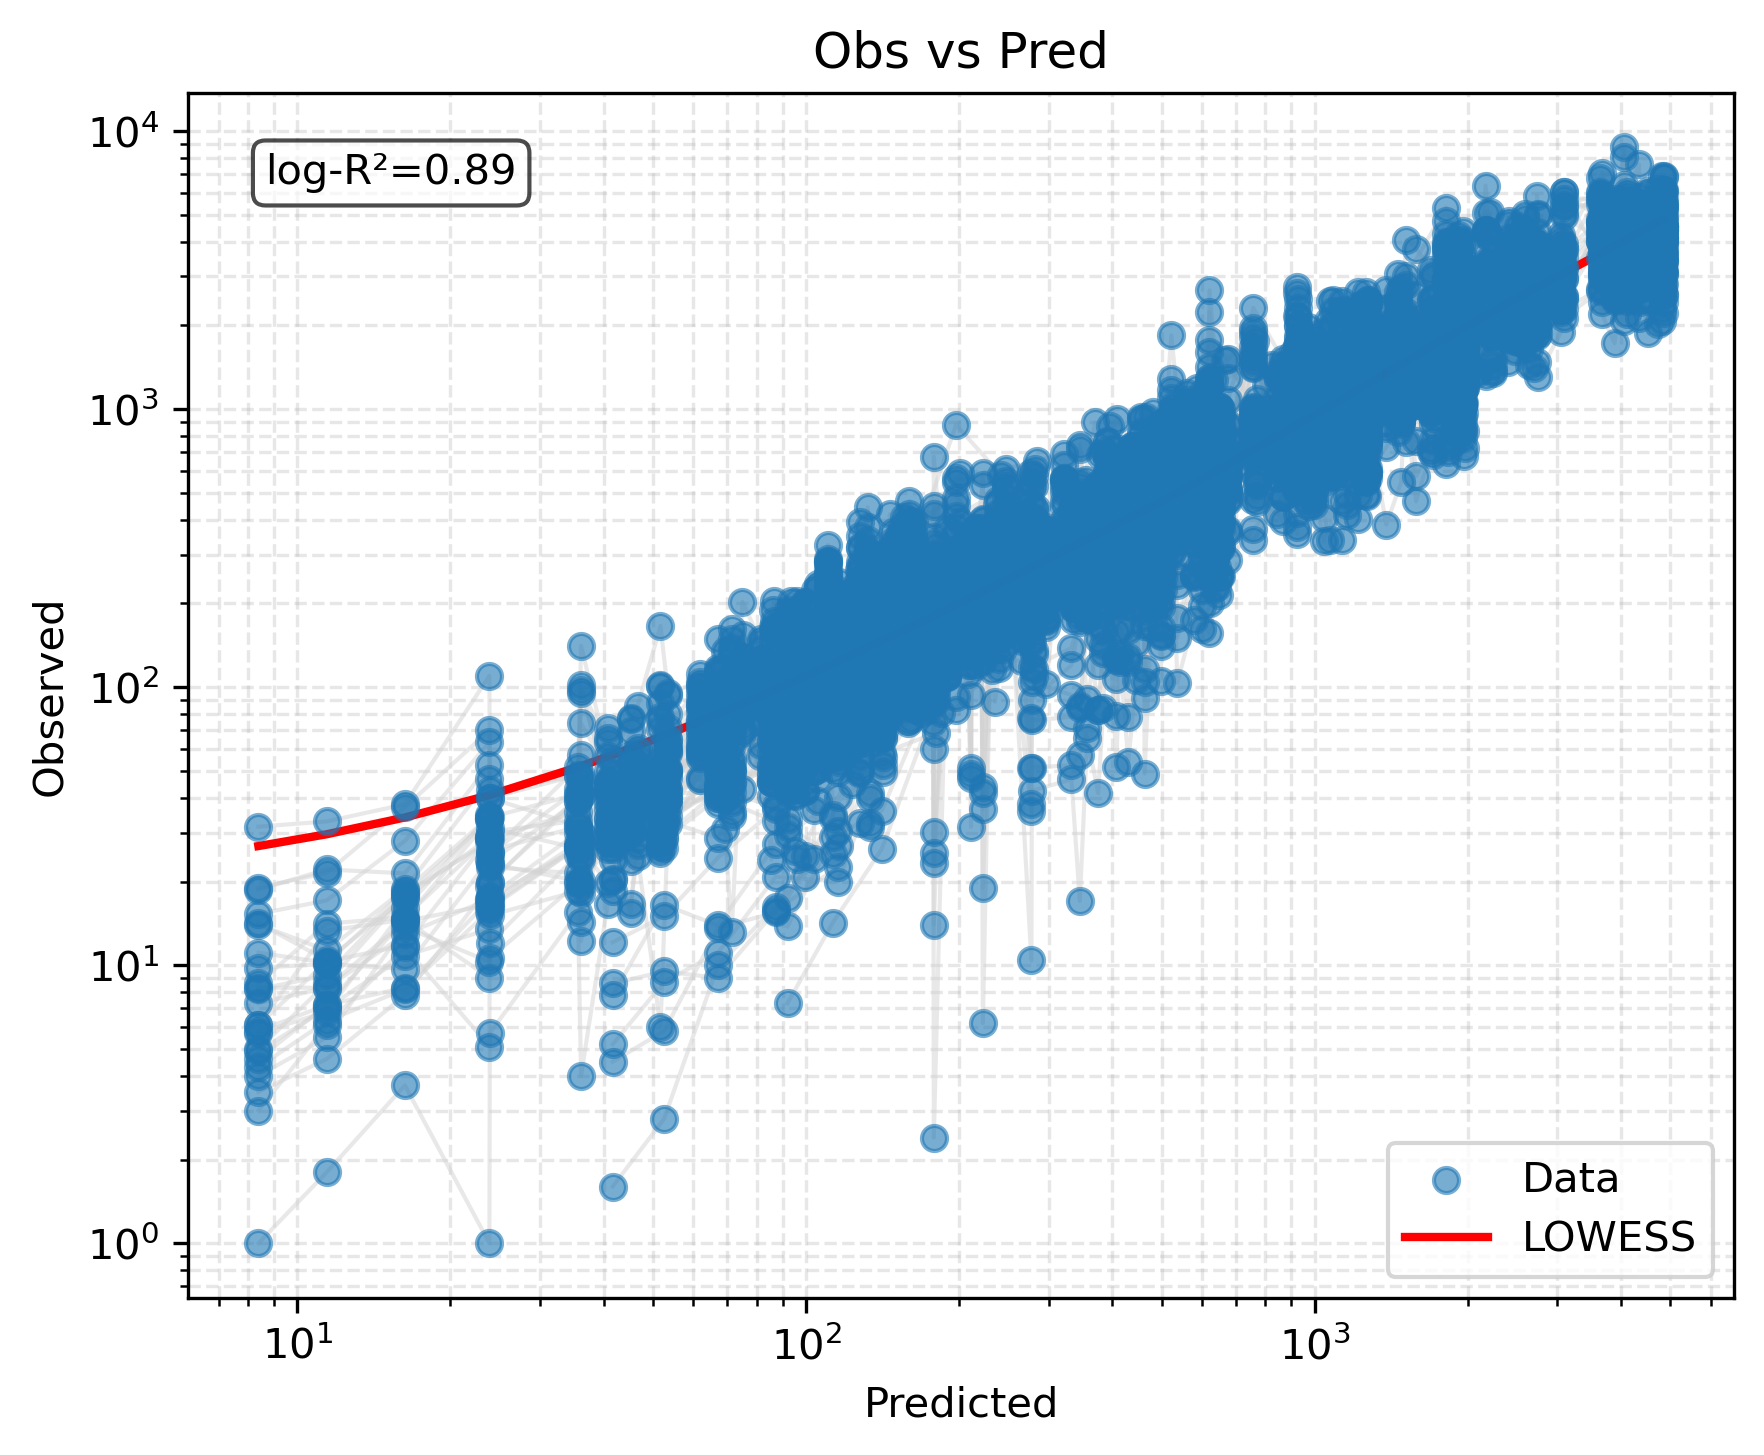 Obs vs Pred
log-R²=0.89
10⁴
10³
10²
10¹
10⁰
Observed
10¹
10²
10³
Predicted
Data
LOWESS